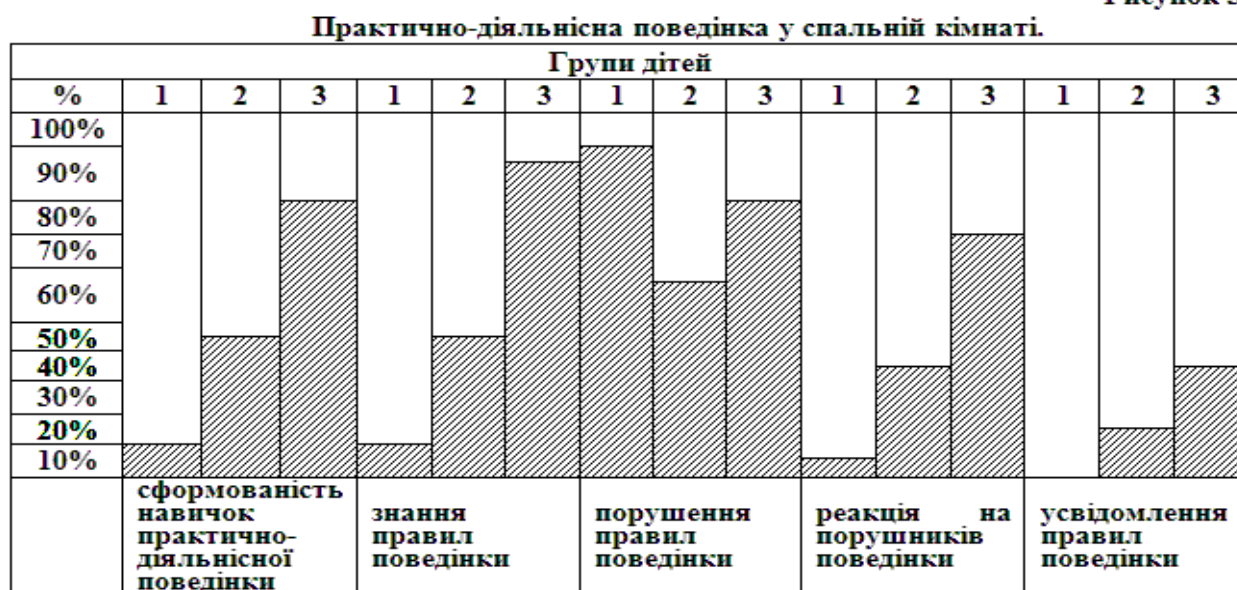 Практично-діяльнісна поведінка у спальній кімнаті.
Групи дітей
% 1 2 3 1 2 3 1 2 3 1 2 3 1 2 3
100%
90%
80%
70%
60%
50%
40%
30%
20%
10%
сформованість
навичок
практично-
діяльнісної
поведінки
знання
правил
поведінки
порушення
правил
поведінки
реакція на
порушників
поведінки
усвідомлення
правил
поведінки